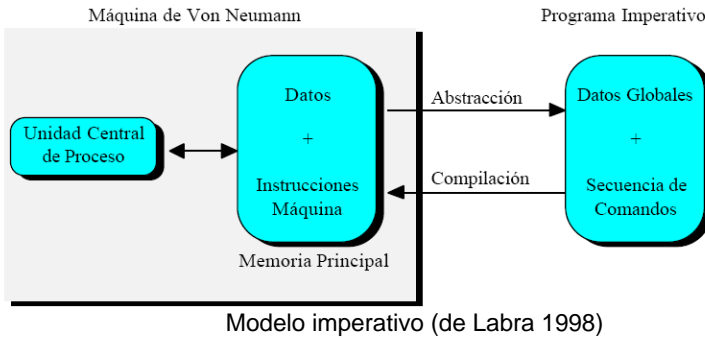 Máquina de Von Neumann
Programa Imperativo
Unidad Central
de Proceso
Datos
+
Instrucciones
Máquina
Memoria Principal
Abstracción
Compilación
Datos Globales
+
Secuencia de
Comandos
Modelo imperativo (de Labra 1998)